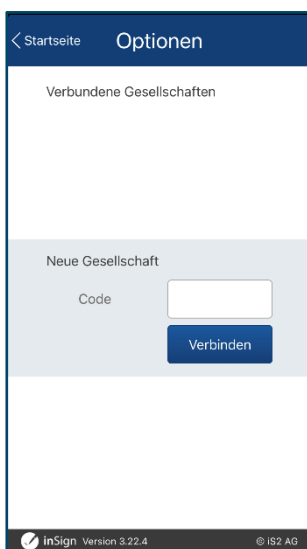 Startseite Optionen
Verbundene Gesellschaften
Neue Gesellschaft
Code
Verbinden
inSign Version 3.22.4 © iS2 AG